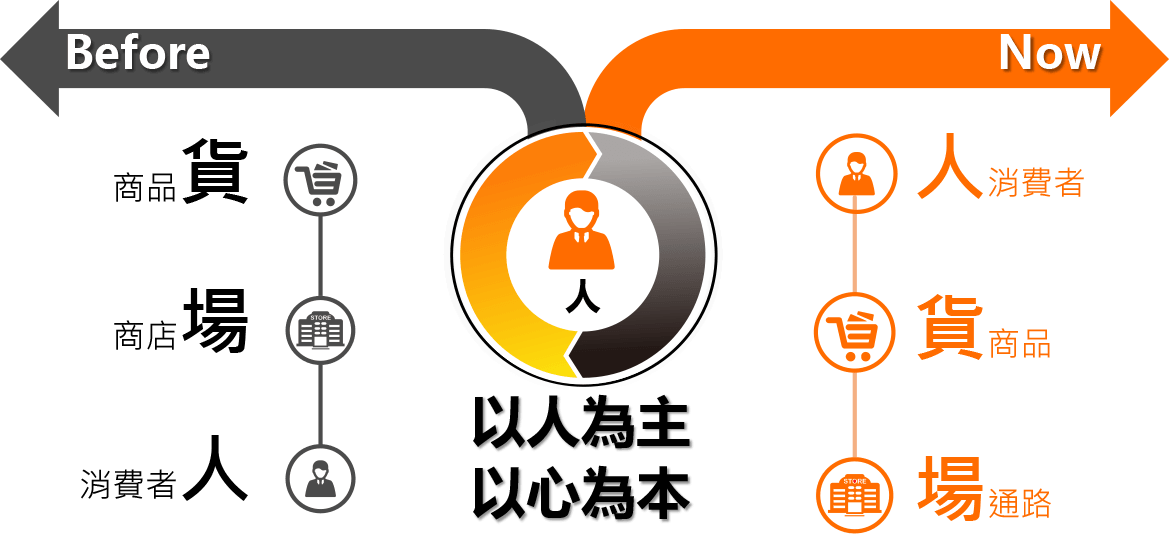 Before
Now
商品貨
商店場
STORE
消費者人
人
以人為主
以心為本
人消費者
貨商品
STORE
場通路